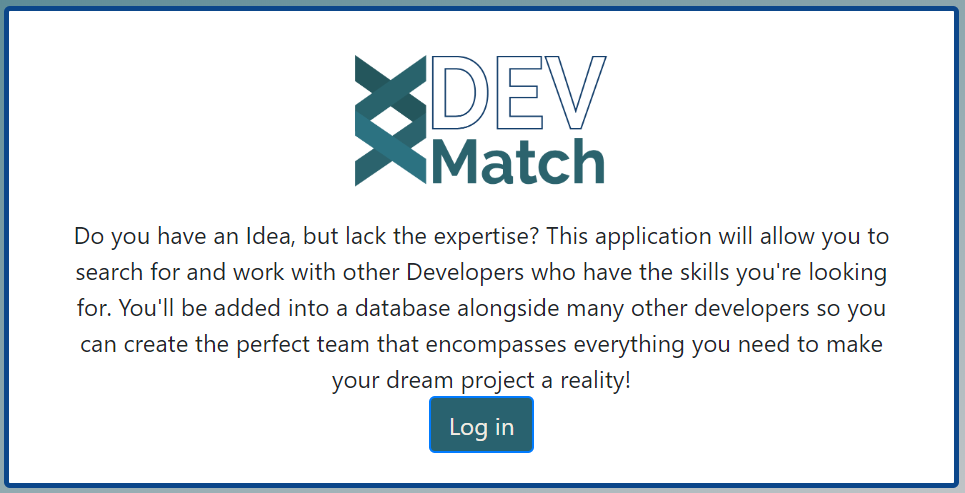 DEV
Match
Do you have an Idea, but lack the expertise? This application will allow you to
search for and work with other Developers who have the skills you're looking
for. You'll be added into a database alongside many other developers so you
can create the perfect team that encompasses everything you need to make
your dream project a reality!
Log in